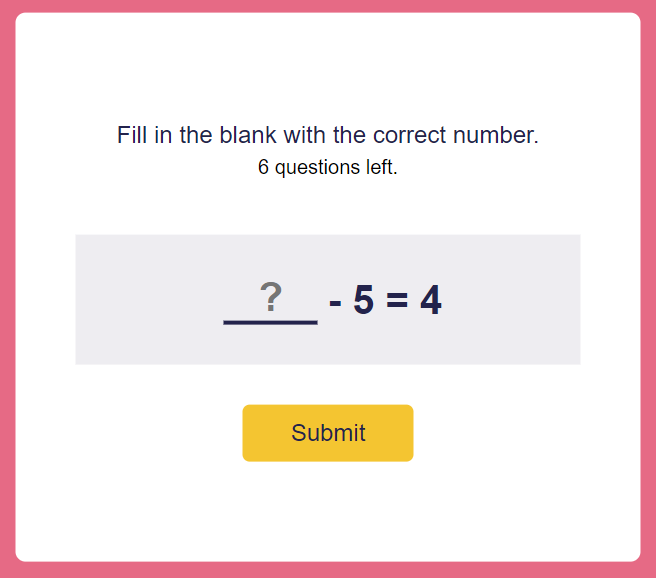 Fill in the blank with the correct number.
6 questions left.
? - 5 = 4
Submit